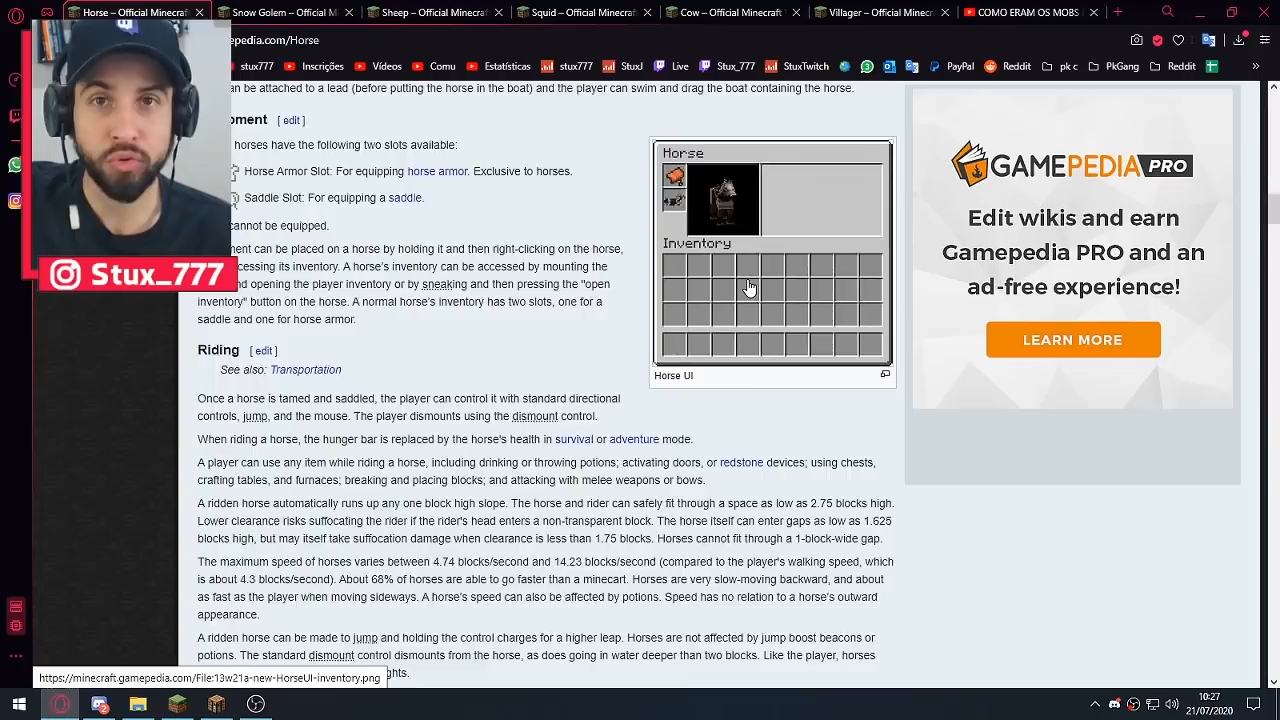 Horse – Official Minecr
Snow Golem – Official M
Sheep – Official Minecraf
Squid – Official Minecraft
Cow – Official Minecraft
Villager – Official Minec
COMO ERAM OS MOBS
pedia.com/Horse
stux777
Inscrições
Vídeos
Comu
Estatísticas
stux777
StuxJ
Live
Stux_777
StuxTwitch
PayPal
Reddit
pk c
PkGang
Reddit
an be attached to a lead (before putting the horse in the boat) and the player can swim and drag the boat containing the horse.
pment [ edit ]
horses have the following two slots available:
Horse Armor Slot: For equipping horse armor. Exclusive to horses.
Saddle Slot: For equipping a saddle.
cannot be equipped.
ment can be placed on a horse by holding it and then right-clicking on the horse,
cessing its inventory. A horse's inventory can be accessed by mounting the
nd opening the player inventory or by sneaking and then pressing the "open
inventory" button on the horse. A normal horse's inventory has two slots, one for a
saddle and one for horse armor.
Stux_777
Horse
Inventory
Horse UI
GAMEPEDIA PRO
Edit wikis and earn
Gamepedia PRO and an
ad-free experience!
LEARN MORE
Riding [ edit ]
See also: Transportation
Once a horse is tamed and saddled, the player can control it with standard directional
controls, jump, and the mouse. The player dismounts using the dismount control.
When riding a horse, the hunger bar is replaced by the horse's health in survival or adventure mode.
A player can use any item while riding a horse, including drinking or throwing potions; activating doors, or redstone devices; using chests,
crafting tables, and furnaces; breaking and placing blocks; and attacking with melee weapons or bows.
A ridden horse automatically runs up any one block high slope. The horse and rider can safely fit through a space as low as 2.75 blocks high.
Lower clearance risks suffocating the rider if the rider's head enters a non-transparent block. The horse itself can enter gaps as low as 1.625
blocks high, but may itself take suffocation damage when clearance is less than 1.75 blocks. Horses cannot fit through a 1-block-wide gap.
The maximum speed of horses varies between 4.74 blocks/second and 14.23 blocks/second (compared to the player's walking speed, which
is about 4.3 blocks/second). About 68% of horses are able to go faster than a minecart. Horses are very slow-moving backward, and about
as fast as the player when moving sideways. A horse's speed can also be affected by potions. Speed has no relation to a horse's outward
appearance.
A ridden horse can be made to jump and holding the control charges for a higher leap. Horses are not affected by jump boost beacons or
potions. The standard dismount control dismounts from the horse, as does going in water deeper than two blocks. Like the player, horses
ghts.
https://minecraft.gamepedia.com/File:13w21a-new-HorseUI-inventory.png
10:27
21/07/2020